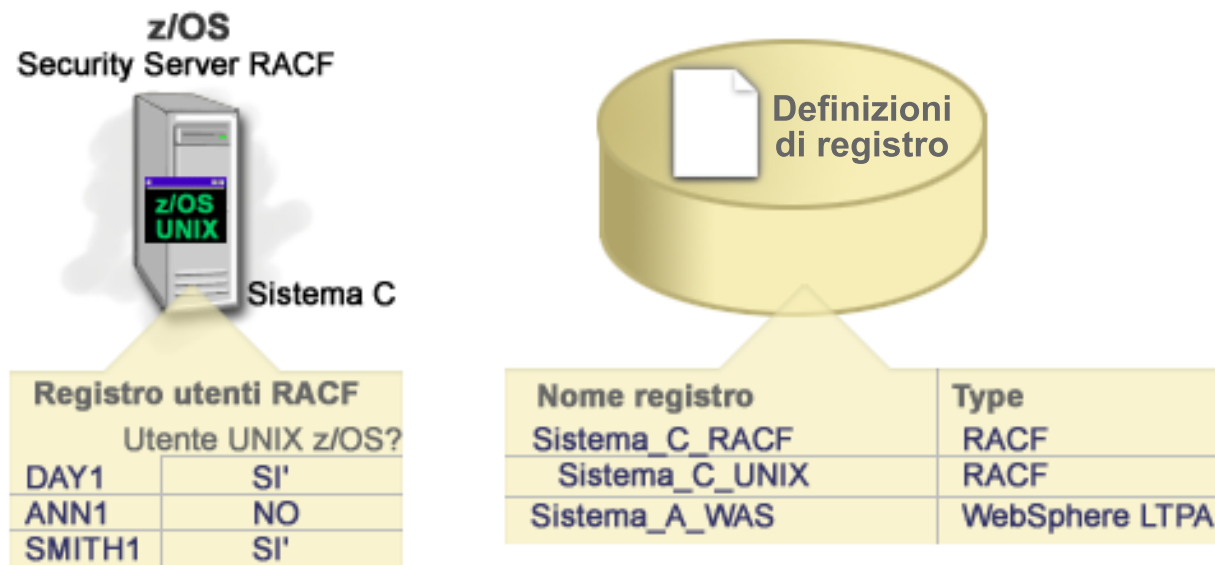 z/OS
Security Server RACF
z/OS
UNIX
Sistema C
Registro utenti RACF
Utente UNIX z/OS?
DAY1 SI'
ANN1 NO
SMITH1 SI'
Definizioni
di registro
Nome registro Type
Sistema_C_RACF RACF
Sistema_C_UNIX RACF
Sistema_A_WAS WebSphere LTPA